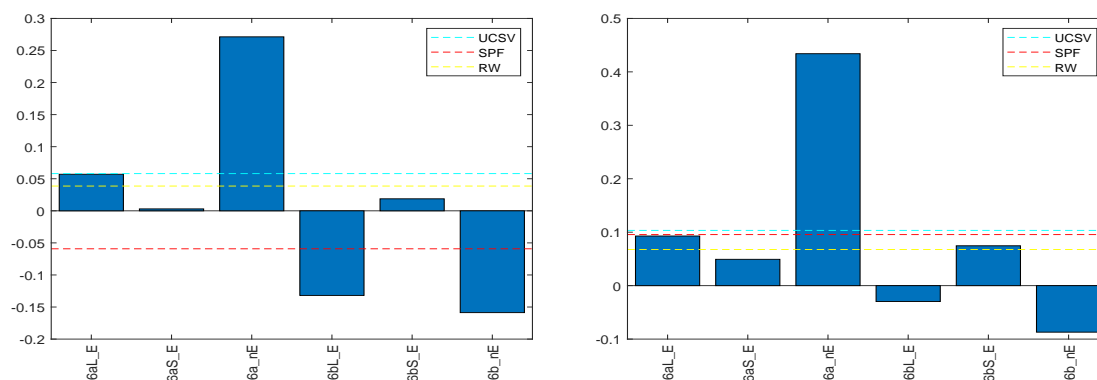 0.3
0.25
0.2
0.15
0.1
0.05
0
-0.05
-0.1
-0.15
-0.2
6aL_E
6aS_E
6a_nE
6bL_E
6bS_E
6b_nE
UCSV
SPF
RW
0.5
0.4
0.3
0.2
0.1
0
-0.1
6aL_E
6aS_E
6a_nE
6bL_E
6bS_E
6b_nE
UCSV
SPF
RW